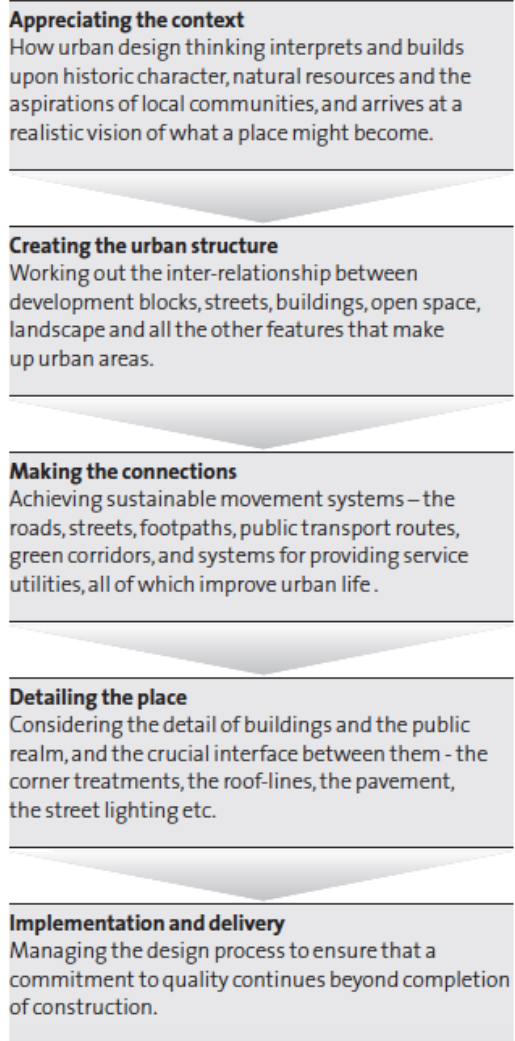 Appreciating the context
How urban design thinking interprets and builds
upon historic character, natural resources and the
aspirations of local communities, and arrives at a
realistic vision of what a place might become.
Creating the urban structure
Working out the inter-relationship between
development blocks, streets, buildings, open space,
landscape and all the other features that make
up urban areas.
Making the connections
Achieving sustainable movement systems – the
roads, streets, footpaths, public transport routes,
green corridors, and systems for providing service
utilities, all of which improve urban life .
Detailing the place
Considering the detail of buildings and the public
realm, and the crucial interface between them - the
corner treatments, the roof-lines, the pavement,
the street lighting etc.
Implementation and delivery
Managing the design process to ensure that a
commitment to quality continues beyond completion
of construction.